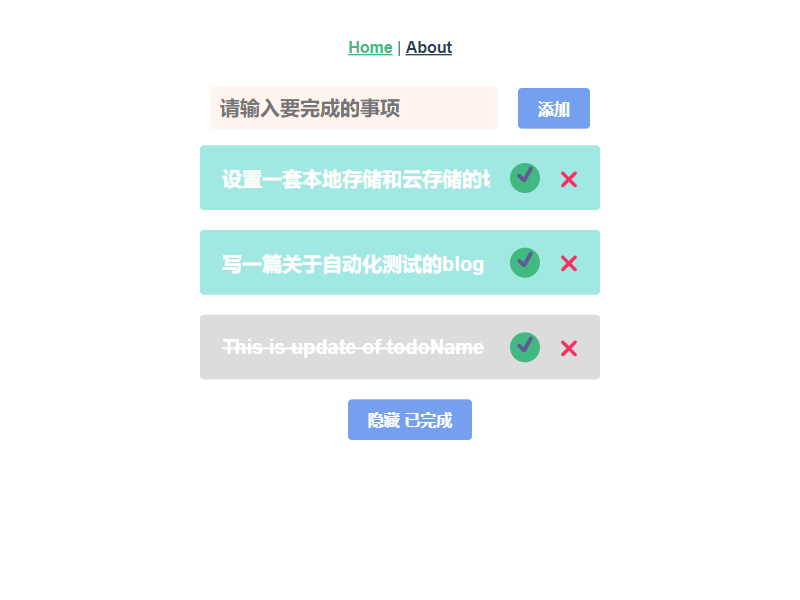 Home | About
请输入要完成的事项
添加
设置一套本地存储和云存储的
写一篇关于自动化测试的blog
This is update of todoName
隐藏 已完成